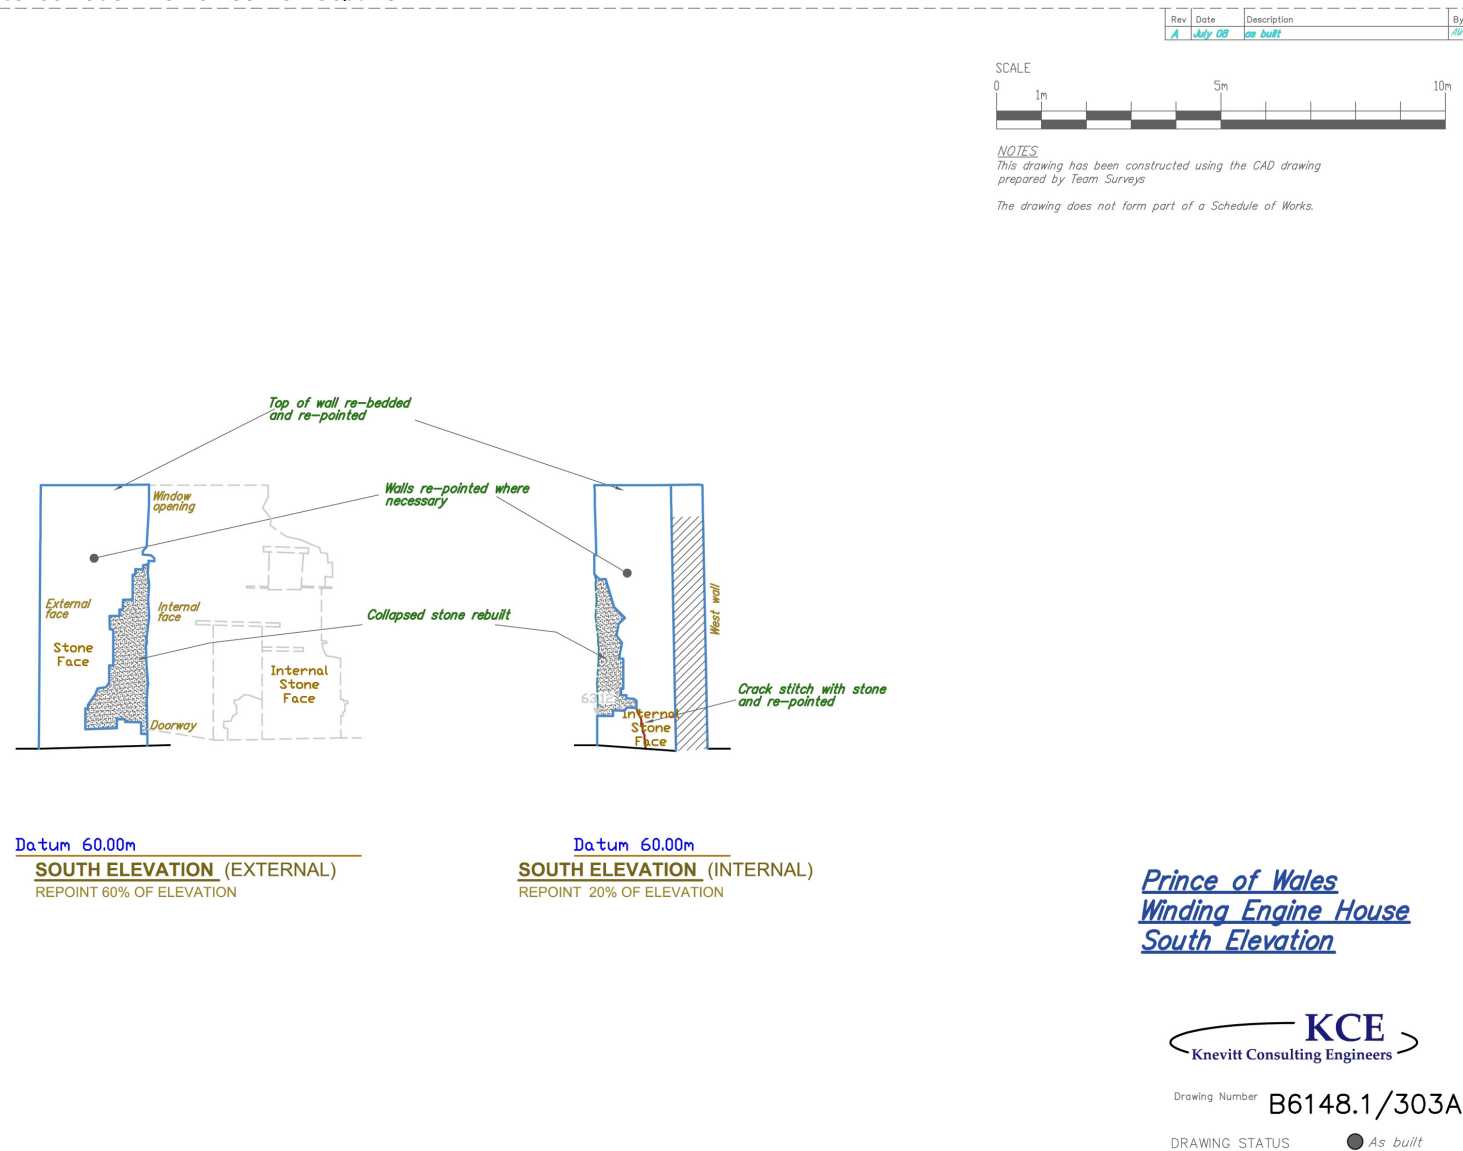 Rev Date Description By
A July 08 as built
SCALE
0 1m 5m 10m
NOTES
This drawing has been constructed using the CAD drawing
prepared by Team Surveys
The drawing does not form part of a Schedule of Works.
Top of wall re-bedded
and re-pointed
Window
opening
Walls re-pointed where
necessary
External
face
Internal
face
Collapsed stone rebuilt
West wall
Stone
Face
Internal
Stone
Face
Crack stitch with stone
and re-pointed
Internal
Stone
Face
Doorway
Datum 60.00m
SOUTH ELEVATION (EXTERNAL)
REPOINT 60% OF ELEVATION
Datum 60.00m
SOUTH ELEVATION (INTERNAL)
REPOINT 20% OF ELEVATION
Prince of Wales
Winding Engine House
South Elevation
KCE
Knevitt Consulting Engineers
Drawing Number B6148.1/303A
DRAWING STATUS As built